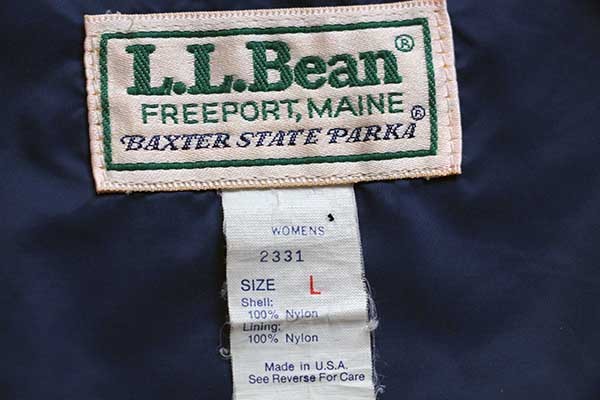 L.L.Bean®
FREEPORT, MAINE
BAXTER STATE PARKA®
WOMENS
2331
SIZE L
Shell:
100% Nylon
Lining:
100% Nylon
Made in U.S.A.
See Reverse For Care